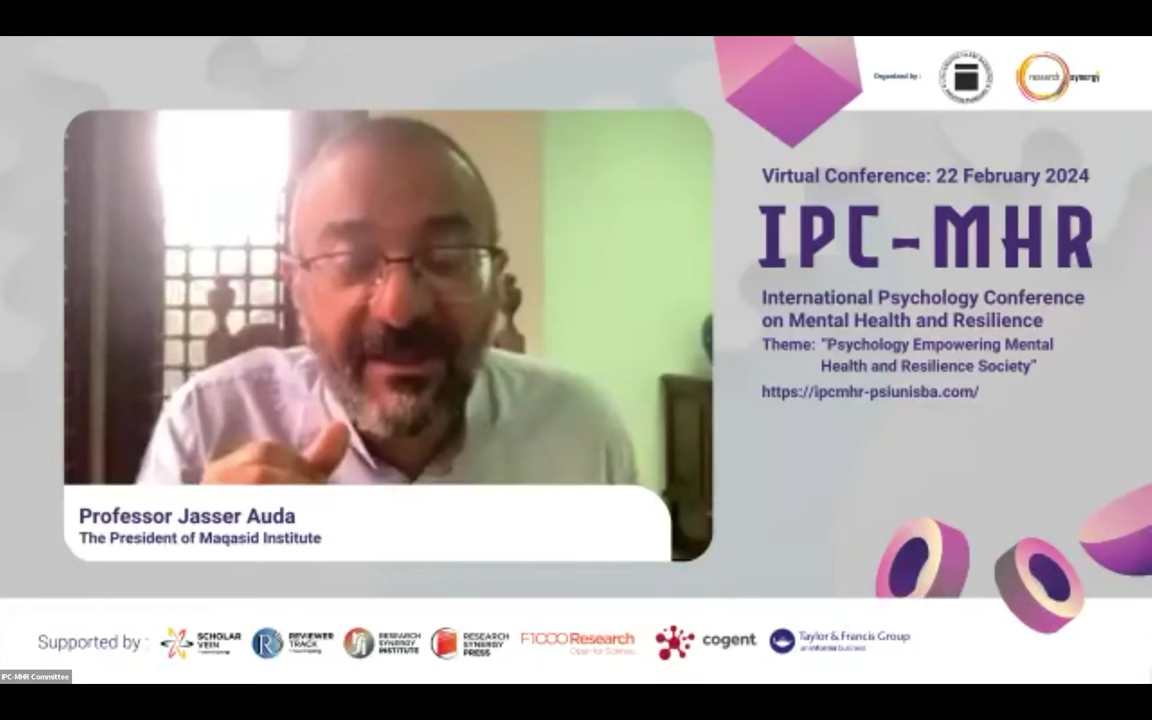 Organized by :
research synergy
Virtual Conference: 22 February 2024
IPC-MHR
International Psychology Conference
on Mental Health and Resilience
Theme: "Psychology Empowering Mental
Health and Resilience Society"
https://ipcmhr-psiunisba.com/
Professor Jasser Auda
The President of Maqasid Institute
Supported by :
SCHOLAR
VEIN
REVIEWER
TRACK
RESEARCH
SYNERGY
INSTITUTE
RESEARCH
SYNERGY
PRESS
F1000Research
Open for Science
cogent
Taylor & Francis Group
an informa business
IPC-MHR Committee